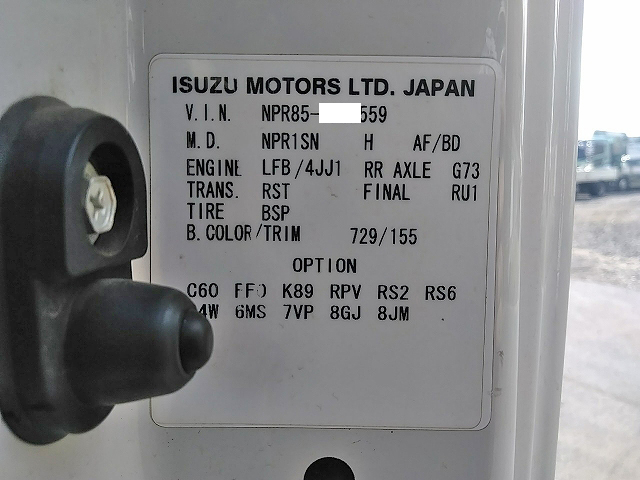 ISUZU MOTORS LTD. JAPAN
V.I.N. NPR85- 559
M.D. NPR1SN H AF/BD
ENGINE LFB/4JJ1 RR AXLE G73
TRANS. RST FINAL RU1
TIRE BSP
B.COLOR/TRIM 729/155
OPTION
C60 K89 RPV RS2 RS6
6MS 7VP 8GJ 8JM